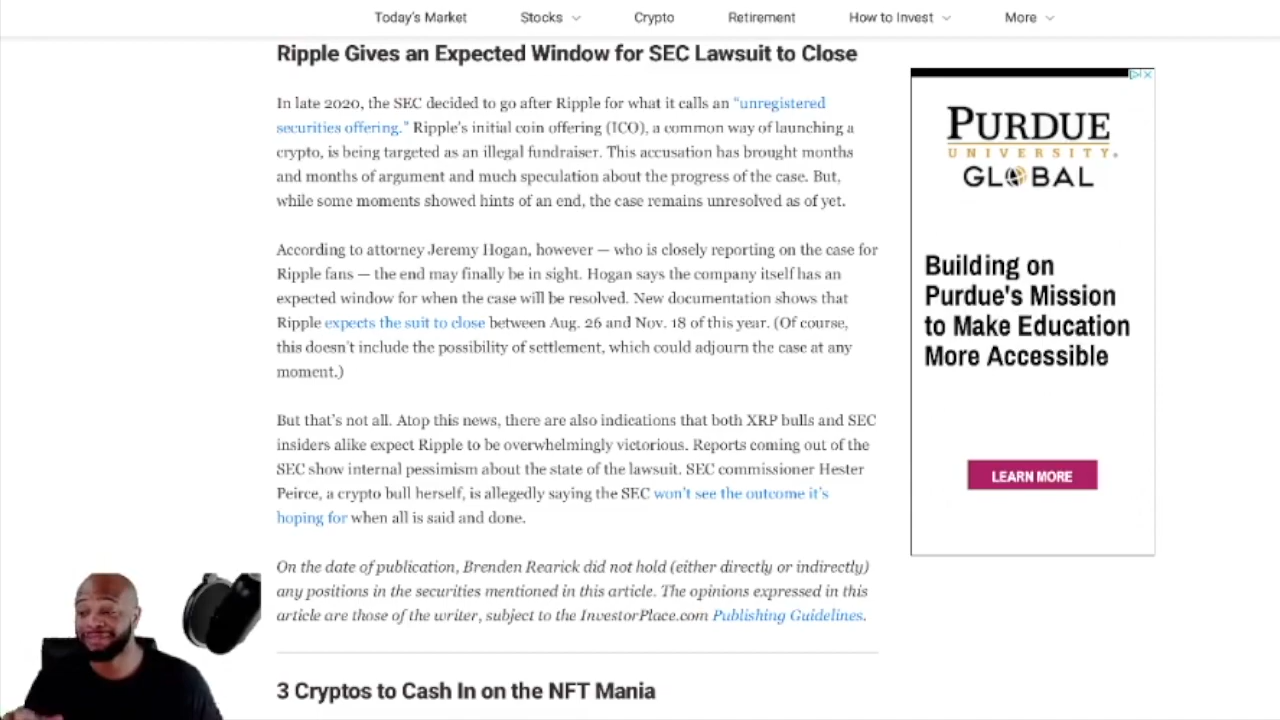 Today's Market Stocks Crypto Retirement How to Invest More
Ripple Gives an Expected Window for SEC Lawsuit to Close
In late 2020, the SEC decided to go after Ripple for what it calls an "unregistered
securities offering." Ripple's initial coin offering (ICO), a common way of launching a
crypto, is being targeted as an illegal fundraiser. This accusation has brought months
and months of argument and much speculation about the progress of the case. But,
while some moments showed hints of an end, the case remains unresolved as of yet.
According to attorney Jeremy Hogan, however — who is closely reporting on the case for
Ripple fans — the end may finally be in sight. Hogan says the company itself has an
expected window for when the case will be resolved. New documentation shows that
Ripple expects the suit to close between Aug. 26 and Nov. 18 of this year. (Of course,
this doesn't include the possibility of settlement, which could adjourn the case at any
moment.)
But that's not all. Atop this news, there are also indications that both XRP bulls and SEC
insiders alike expect Ripple to be overwhelmingly victorious. Reports coming out of the
SEC show internal pessimism about the state of the lawsuit. SEC commissioner Hester
Peirce, a crypto bull herself, is allegedly saying the SEC won't see the outcome it's
hoping for when all is said and done.
On the date of publication, Brenden Rearick did not hold (either directly or indirectly)
any positions in the securities mentioned in this article. The opinions expressed in this
article are those of the writer, subject to the InvestorPlace.com Publishing Guidelines.
3 Cryptos to Cash In on the NFT Mania
PURDUE
UNIVERSITY.
GLOBAL
Building on
Purdue's Mission
to Make Education
More Accessible
LEARN MORE